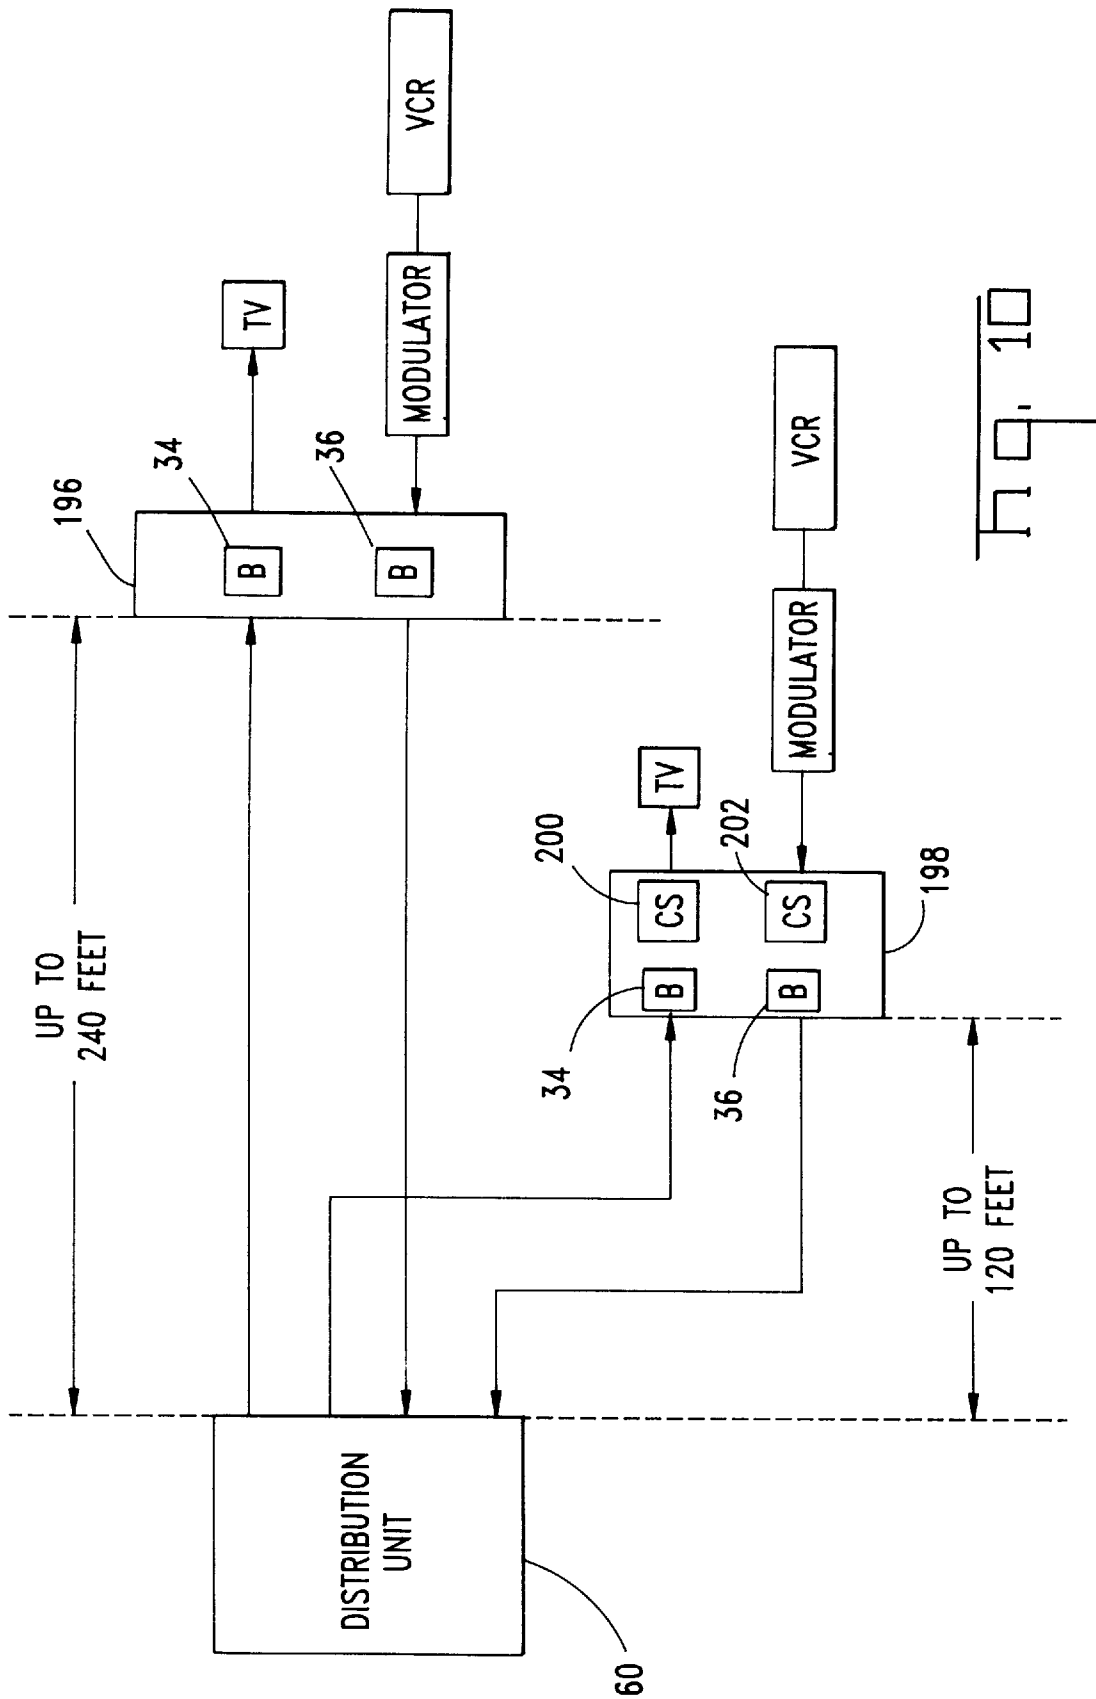 UP TO
240 FEET
196
34
B
TV
36
B
MODULATOR
VCR
DISTRIBUTION
UNIT
60
34
B
200
CS
TV
36
B
202
CS
MODULATOR
VCR
198
UP TO
120 FEET
FIG. 10